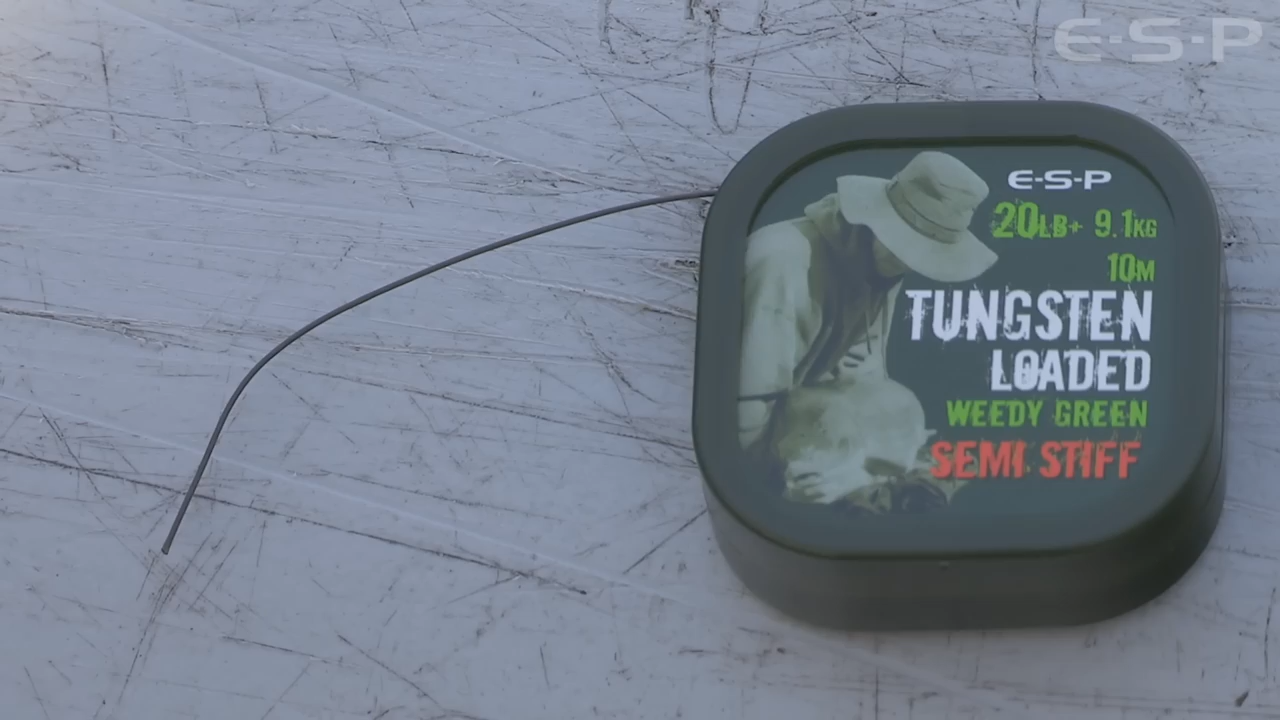 E-S-P
E-S-P
20LB+ 9.1KG
10M
TUNGSTEN
LOADED
WEEDY GREEN
SEMI STIFF